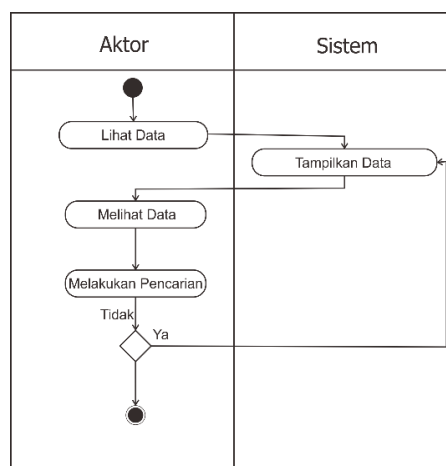 Aktor
Sistem
Lihat Data
Tampilkan Data
Melihat Data
Melakukan Pencarian
Tidak
Ya